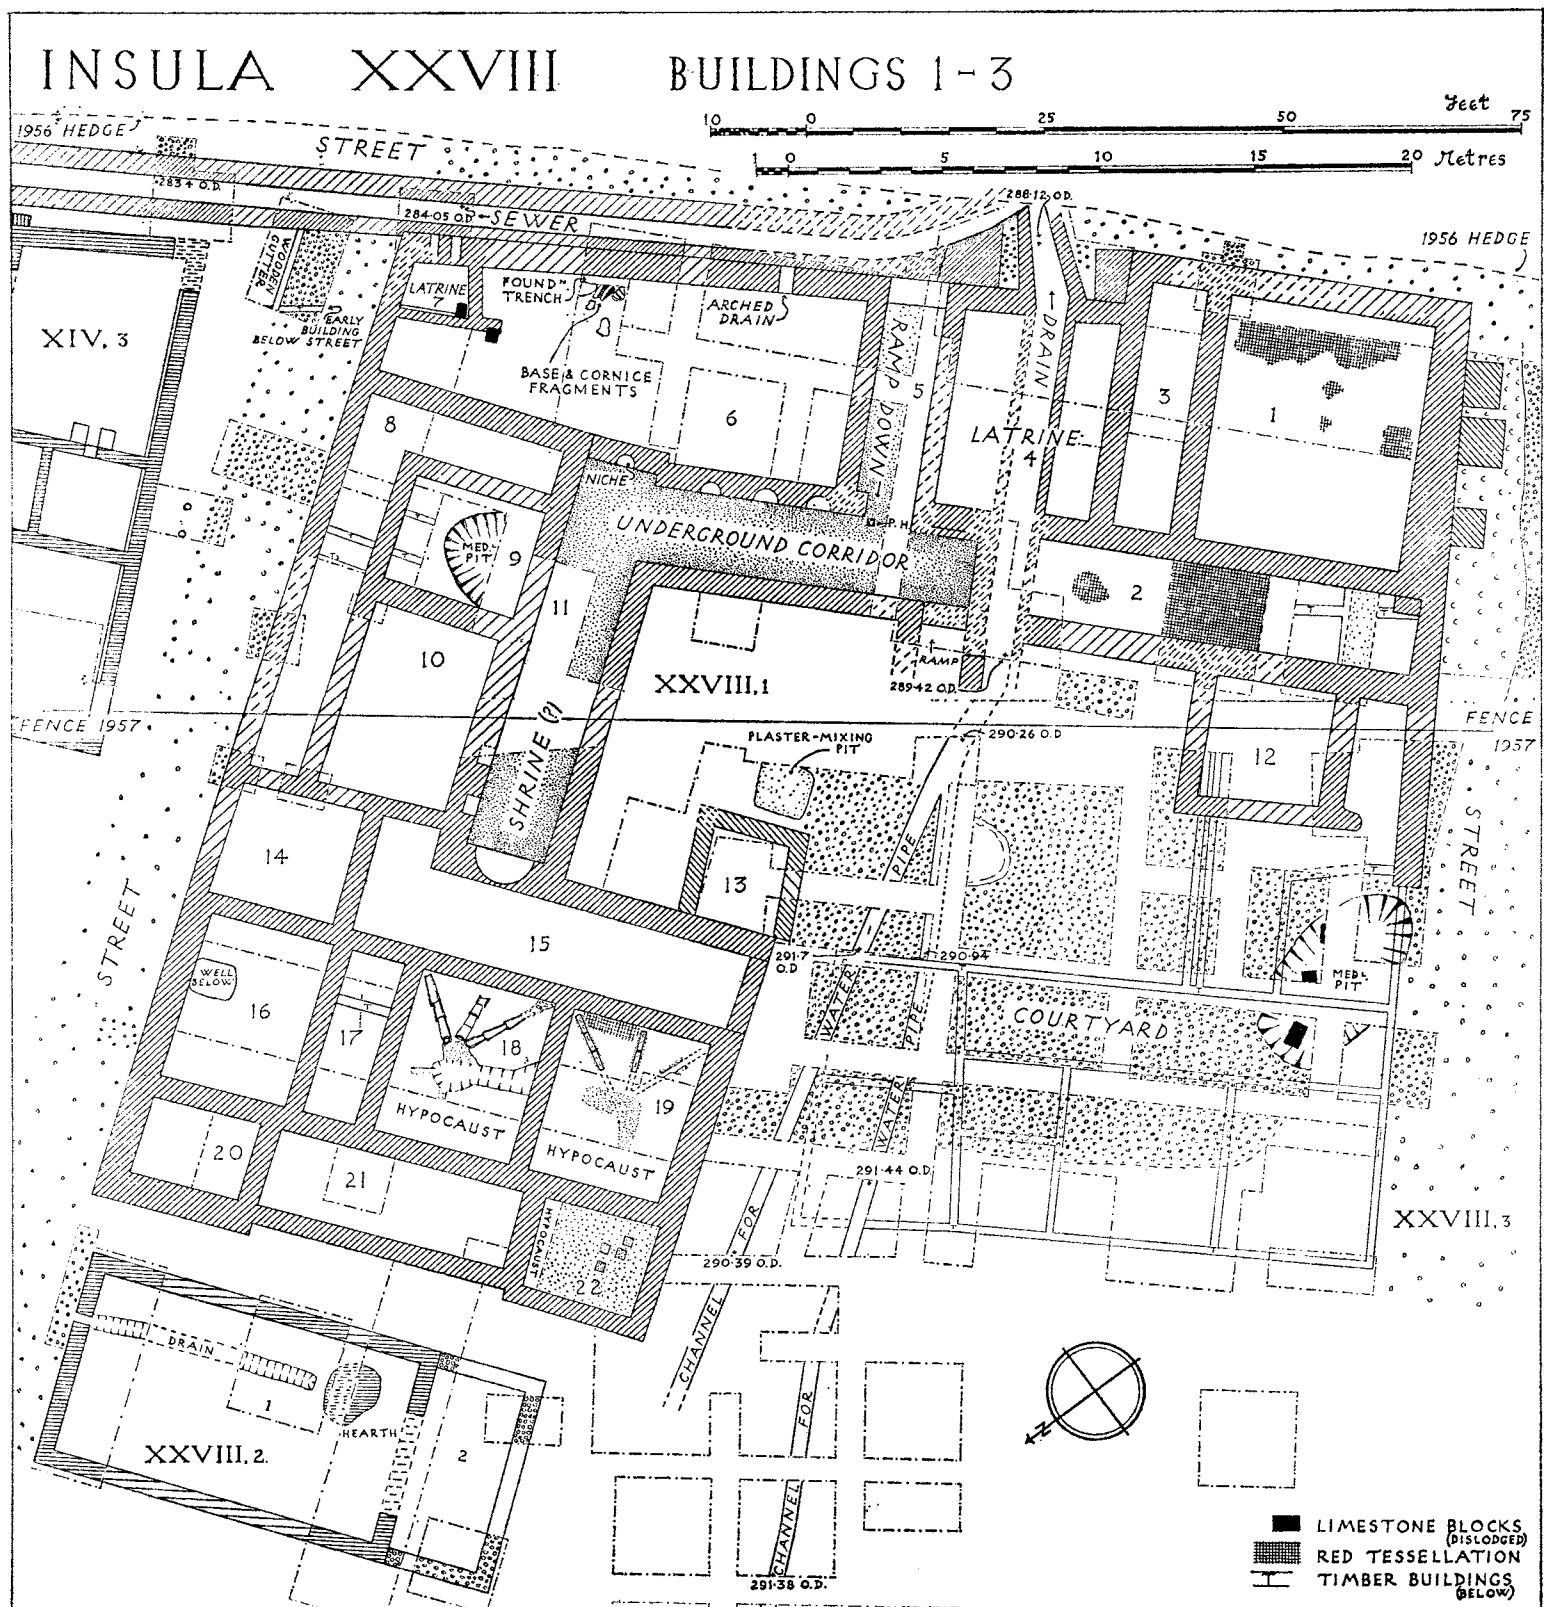 INSULA XXVIII BUILDINGS 1-3
Feet
10 0 25 50 75
1 0 5 10 15 20 Metres
1956 HEDGE
STREET
283·4 O.D.
284·05 O.D.
SEWER
288·12 O.D.
1956 HEDGE
WOODEN
GUTTER
EARLY
BUILDING
BELOW STREET
XIV, 3
LATRINE
7
FOUNDN
TRENCH
ARCHED
DRAIN
BASE & CORNICE
FRAGMENTS
6
RAMP DOWN
5
DRAIN
LATRINE
4
3
1
8
NICHE
UNDERGROUND CORRIDOR
P.H.
MED.
PIT
9
11
10
2
RAMP
289·42 O.D.
XXVIII,1
SHRINE (?)
FENCE 1957
FENCE
1957
PLASTER-MIXING
PIT
290·26 O.D
12
STREET
STREET
14
13
PIPE
15
291·7
O.D
290·94
MEDL
PIT
WELL
BELOW
16
17
18
HYPOCAUST
19
HYPOCAUST
WATER
PIPE
COURTYARD
WATER
20
21
HYPOCAUST
22
291·44 O.D.
FOR
290·39 O.D.
CHANNEL
XXVIII,3
DRAIN
1
HEARTH
XXVIII,2.
2
FOR
CHANNEL
291·38 O.D.
N
LIMESTONE BLOCKS
(DISLODGED)
RED TESSELLATION
TIMBER BUILDINGS
(BELOW)